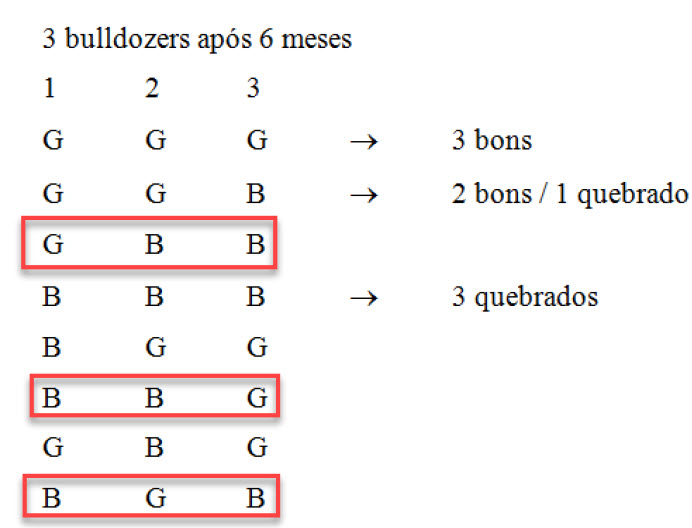 3 bulldozers após 6 meses
1 2 3
G G G → 3 bons
G G B → 2 bons / 1 quebrado
G B B
B B B → 3 quebrados
B G G
B B G
G B G
B G B